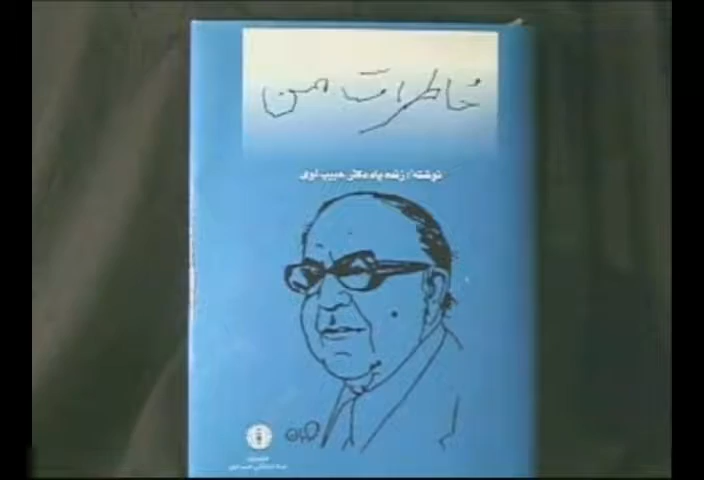 خاطرات من
نوشته: زنده یاد دکتر حبیب لوی